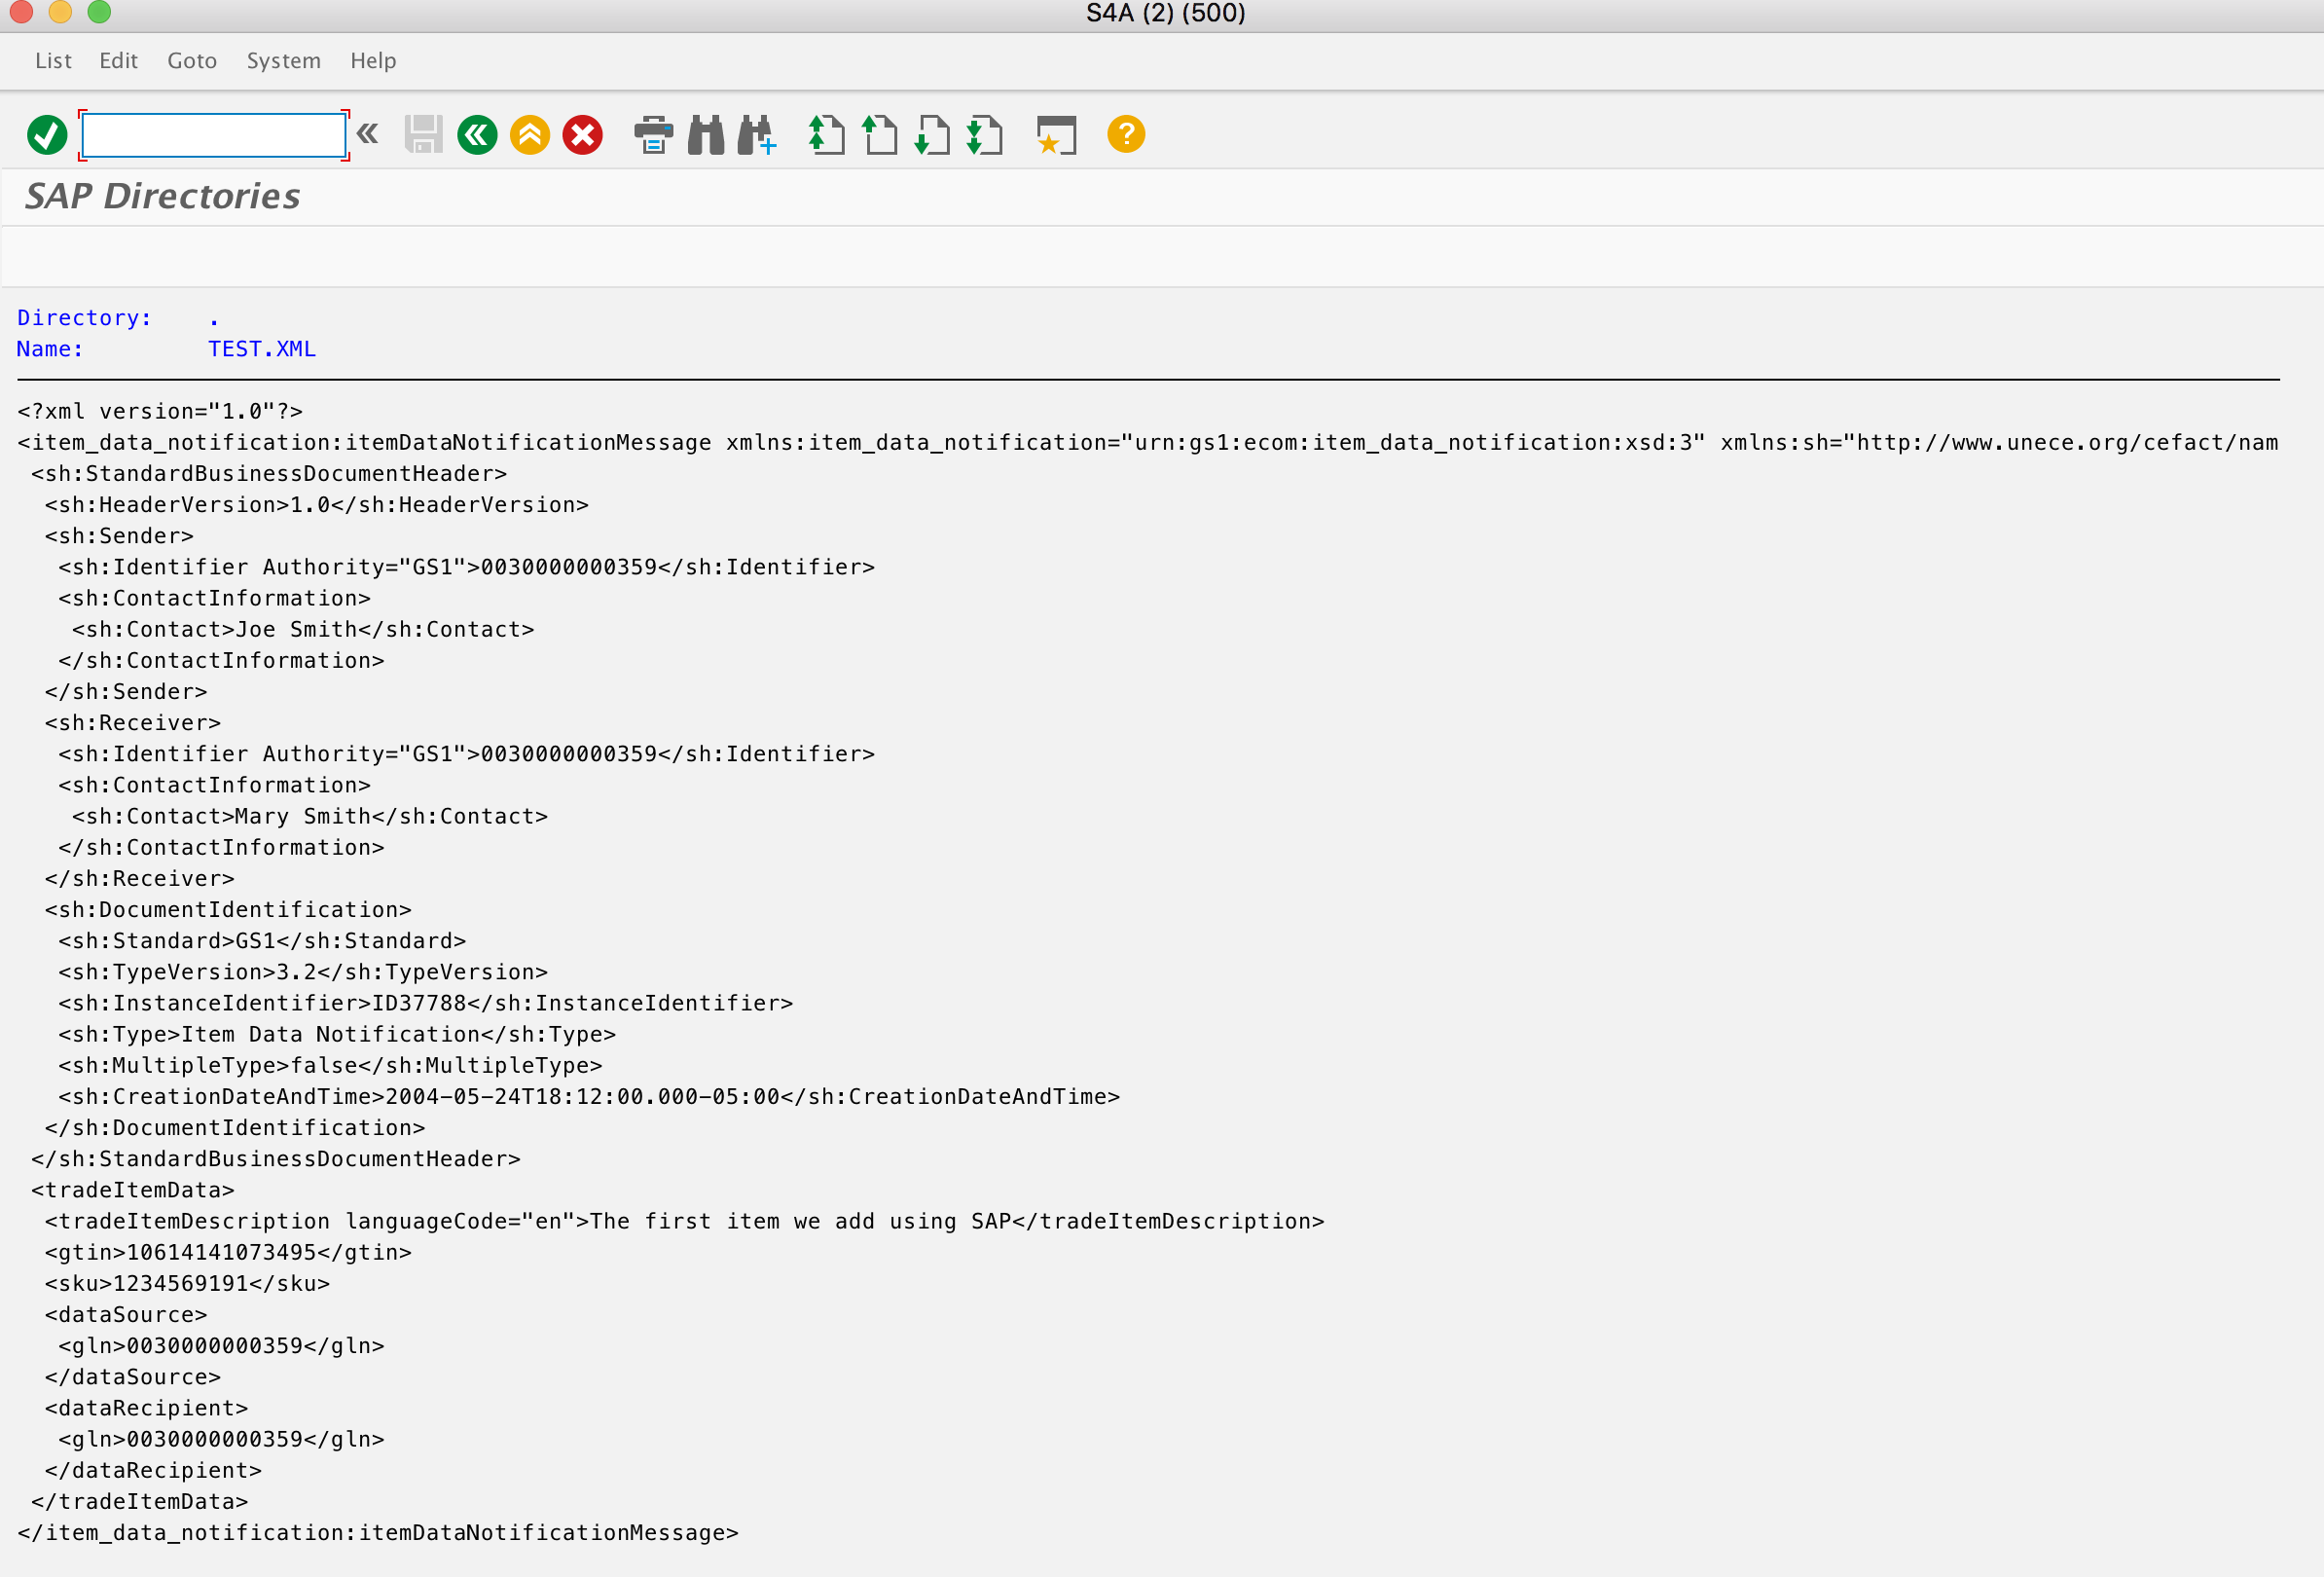 S4A (2) (500)
List Edit Goto System Help
SAP Directories
Directory: .
Name: TEST.XML
<?xml version="1.0"?>
<item_data_notification:itemDataNotificationMessage xmlns:item_data_notification="urn:gs1:ecom:item_data_notification:xsd:3" xmlns:sh="http://www.unece.org/cefact/nam
<sh:StandardBusinessDocumentHeader>
<sh:HeaderVersion>1.0</sh:HeaderVersion>
<sh:Sender>
<sh:Identifier Authority="GS1">0030000000359</sh:Identifier>
<sh:ContactInformation>
<sh:Contact>Joe Smith</sh:Contact>
</sh:ContactInformation>
</sh:Sender>
<sh:Receiver>
<sh:Identifier Authority="GS1">0030000000359</sh:Identifier>
<sh:ContactInformation>
<sh:Contact>Mary Smith</sh:Contact>
</sh:ContactInformation>
</sh:Receiver>
<sh:DocumentIdentification>
<sh:Standard>GS1</sh:Standard>
<sh:TypeVersion>3.2</sh:TypeVersion>
<sh:InstanceIdentifier>ID37788</sh:InstanceIdentifier>
<sh:Type>Item Data Notification</sh:Type>
<sh:MultipleType>false</sh:MultipleType>
<sh:CreationDateAndTime>2004-05-24T18:12:00.000-05:00</sh:CreationDateAndTime>
</sh:DocumentIdentification>
</sh:StandardBusinessDocumentHeader>
<tradeItemData>
<tradeItemDescription languageCode="en">The first item we add using SAP</tradeItemDescription>
<gtin>10614141073495</gtin>
<sku>1234569191</sku>
<dataSource>
<gln>0030000000359</gln>
</dataSource>
<dataRecipient>
<gln>0030000000359</gln>
</dataRecipient>
</tradeItemData>
</item_data_notification:itemDataNotificationMessage>